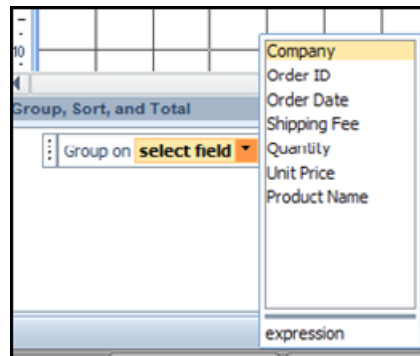 10
Group, Sort, and Total
Group on select field
Company
Order ID
Order Date
Shipping Fee
Quantity
Unit Price
Product Name
expression